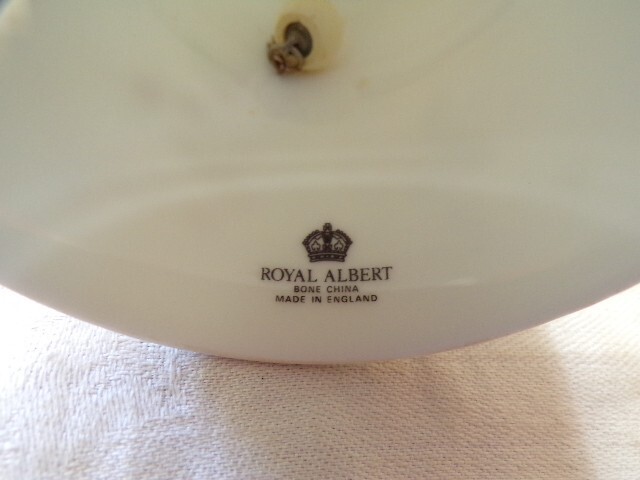 ROYAL ALBERT
BONE CHINA
MADE IN ENGLAND